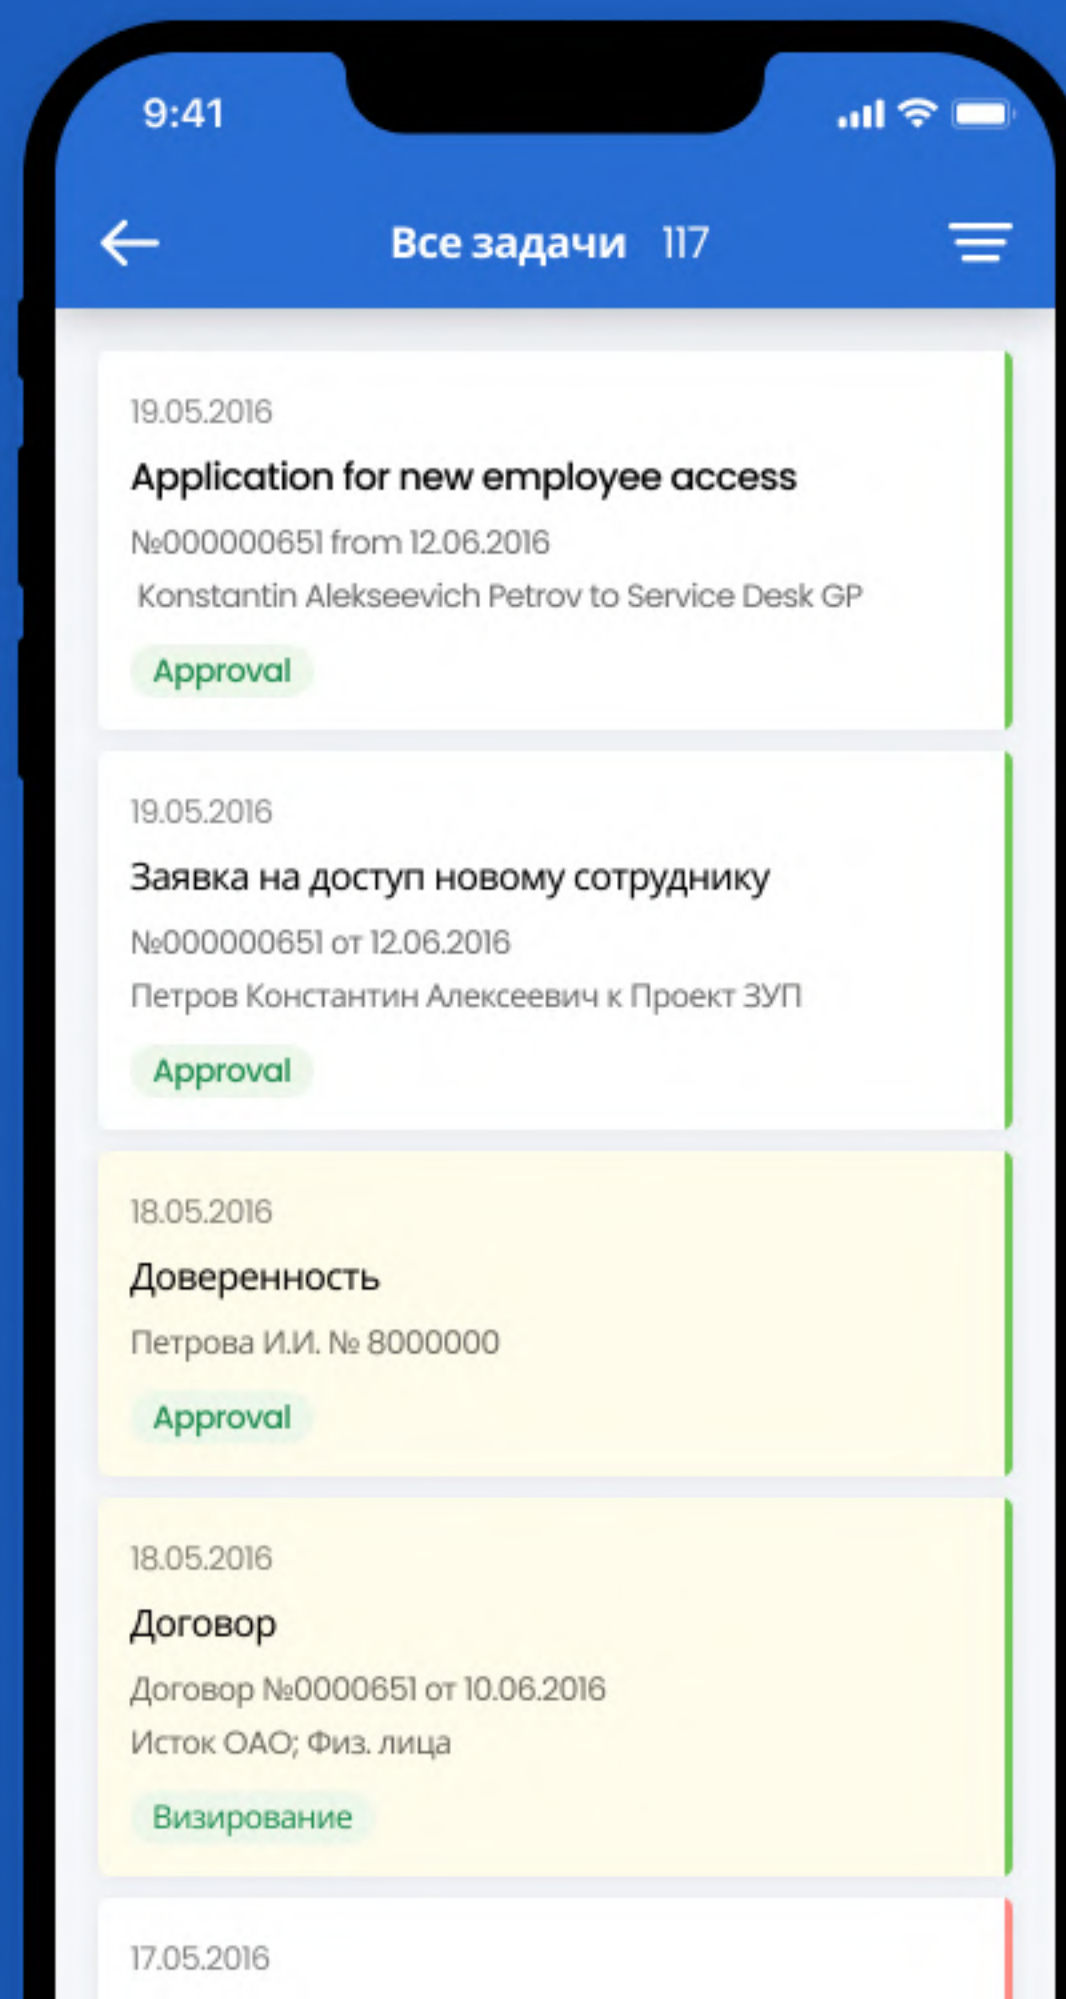 9:41
Все задачи 117
19.05.2016
Application for new employee access
№000000651 from 12.06.2016
Konstantin Alekseevich Petrov to Service Desk GP
Approval
19.05.2016
Заявка на доступ новому сотруднику
№000000651 от 12.06.2016
Петров Константин Алексеевич к Проект ЗУП
Approval
18.05.2016
Доверенность
Петрова И.И. № 8000000
Approval
18.05.2016
Договор
Договор №0000651 от 10.06.2016
Исток ОАО; Физ. лица
Визирование
17.05.2016